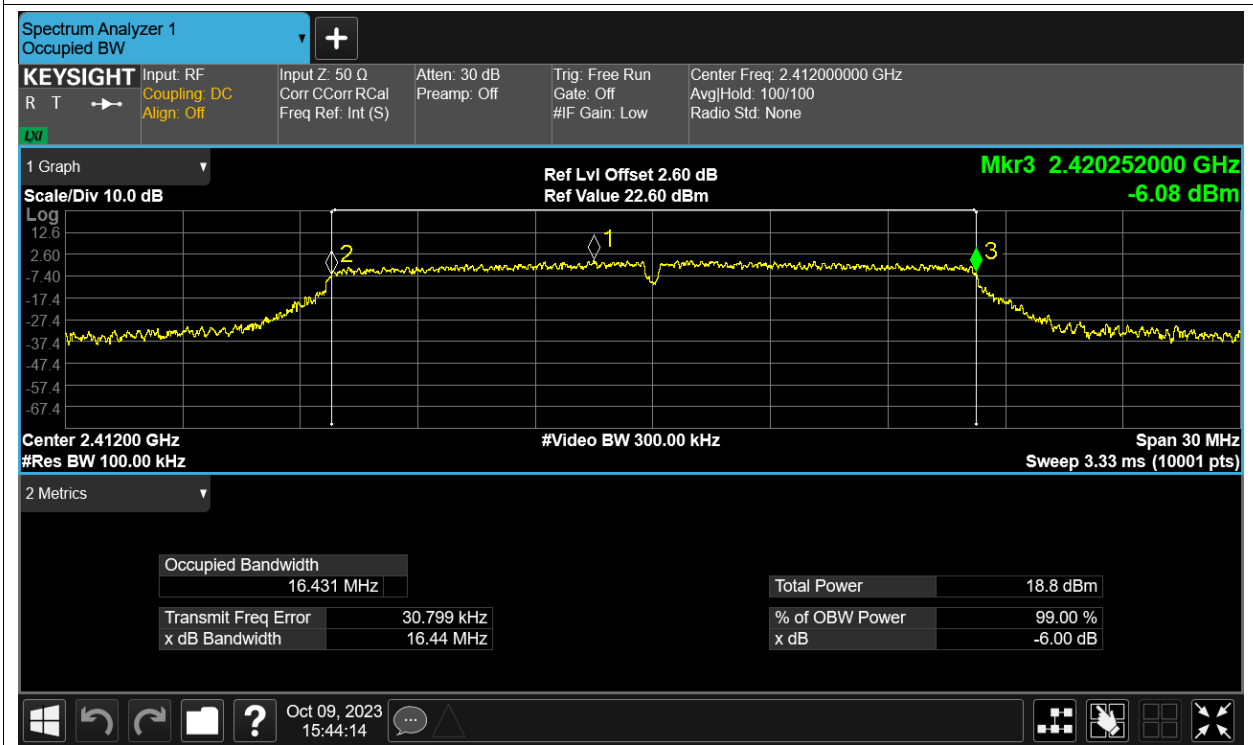 Spectrum Analyzer 1
Occupied BW
KEYSIGHT
R T
LXI
Input: RF
Coupling: DC
Align: Off
Input Z: 50 Ω
Corr CCorr RCal
Freq Ref: Int (S)
Atten: 30 dB
Preamp: Off
Trig: Free Run
Gate: Off
#IF Gain: Low
Center Freq: 2.412000000 GHz
Avg|Hold: 100/100
Radio Std: None
1 Graph
Scale/Div 10.0 dB
Ref Lvl Offset 2.60 dB
Ref Value 22.60 dBm
Mkr3 2.420252000 GHz
-6.08 dBm
Log
12.6
2.60
-7.40
-17.4
-27.4
-37.4
-47.4
-57.4
-67.4
2
1
3
Center 2.41200 GHz
#Res BW 100.00 kHz
#Video BW 300.00 kHz
Span 30 MHz
Sweep 3.33 ms (10001 pts)
2 Metrics
Occupied Bandwidth
16.431 MHz
Transmit Freq Error 30.799 kHz
x dB Bandwidth 16.44 MHz
Total Power 18.8 dBm
% of OBW Power 99.00 %
x dB -6.00 dB
?
Oct 09, 2023
15:44:14